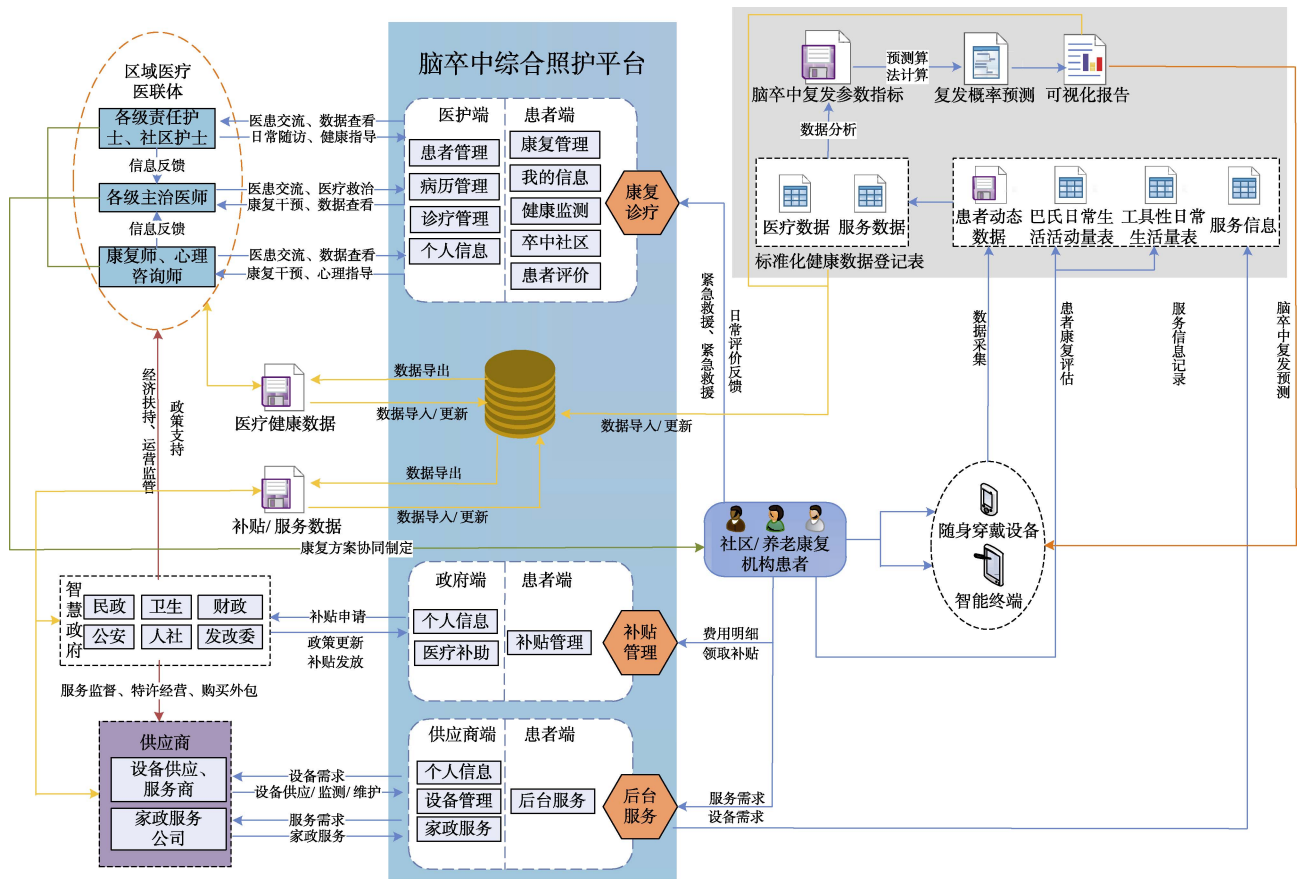 脑卒中综合照护平台
区域医疗
医联体
各级责任护
士、社区护士
信息反馈
各级主治医师
信息反馈
康复师、心理
咨询师
医患交流、数据查看
日常随访、健康指导
医患交流、医疗救治
康复干预、数据查看
医患交流、数据查看
康复干预、心理指导
医护端
患者管理
病历管理
诊疗管理
个人信息
患者端
康复管理
我的信息
健康监测
卒中社区
患者评价
康复
诊疗
脑卒中复发参数指标
预测算
法计算
复发概率预测
可视化报告
数据分析
医疗数据
服务数据
标准化健康数据登记表
患者动态
数据
巴氏日常生
活活动量表
工具性日常
生活量表
服务信息
紧急救援、紧急救援
日常评价反馈
数据采集
患者康复评估
服务信息记录
脑卒中复发预测
经济扶持、运营监管
政策支持
医疗健康数据
数据导出
数据导入/更新
数据导入/更新
补贴/服务数据
数据导出
数据导入/更新
康复方案协同制定
社区/养老康复
机构患者
随身穿戴设备
智能终端
智慧政府
民政
卫生
财政
公安
人社
发改委
补贴申请
政策更新
补贴发放
政府端
个人信息
医疗补助
患者端
补贴管理
补贴
管理
费用明细
领取补贴
服务监督、特许经营、购买外包
供应商
设备供应、
服务商
家政服务
公司
设备需求
设备供应/监测/维护
服务需求
家政服务
供应商端
个人信息
设备管理
家政服务
患者端
后台服务
后台
服务
服务需求
设备需求